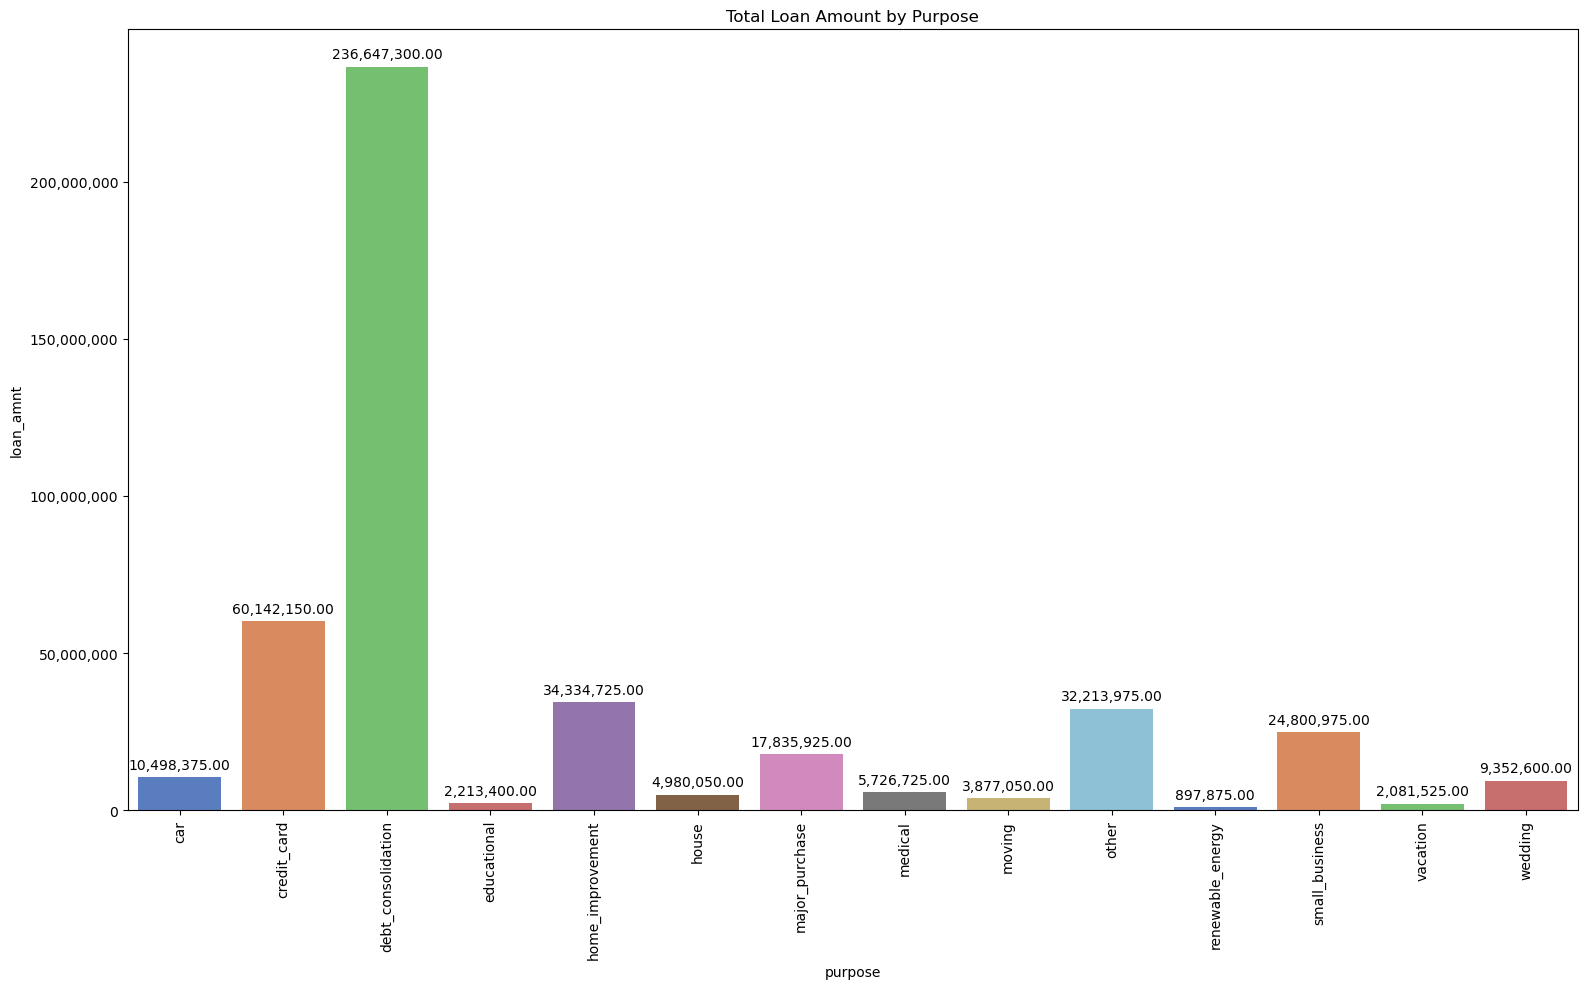 Total Loan Amount by Purpose
loan_amnt
200,000,000
150,000,000
100,000,000
50,000,000
0
10,498,375.00
60,142,150.00
236,647,300.00
2,213,400.00
34,334,725.00
4,980,050.00
17,835,925.00
5,726,725.00
3,877,050.00
32,213,975.00
897,875.00
24,800,975.00
2,081,525.00
9,352,600.00
car
credit_card
debt_consolidation
educational
home_improvement
house
major_purchase
medical
moving
other
renewable_energy
small_business
vacation
wedding
purpose